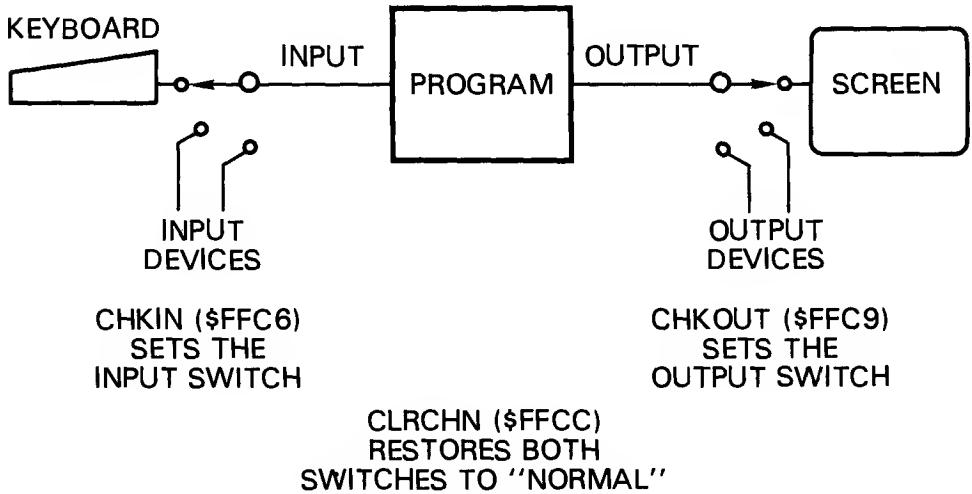 KEYBOARD
INPUT
PROGRAM
OUTPUT
SCREEN
INPUT
DEVICES
OUTPUT
DEVICES
CHKIN ($FFC6)
SETS THE
INPUT SWITCH
CHKOUT ($FFC9)
SETS THE
OUTPUT SWITCH
CLRCHN ($FFCC)
RESTORES BOTH
SWITCHES TO "NORMAL"